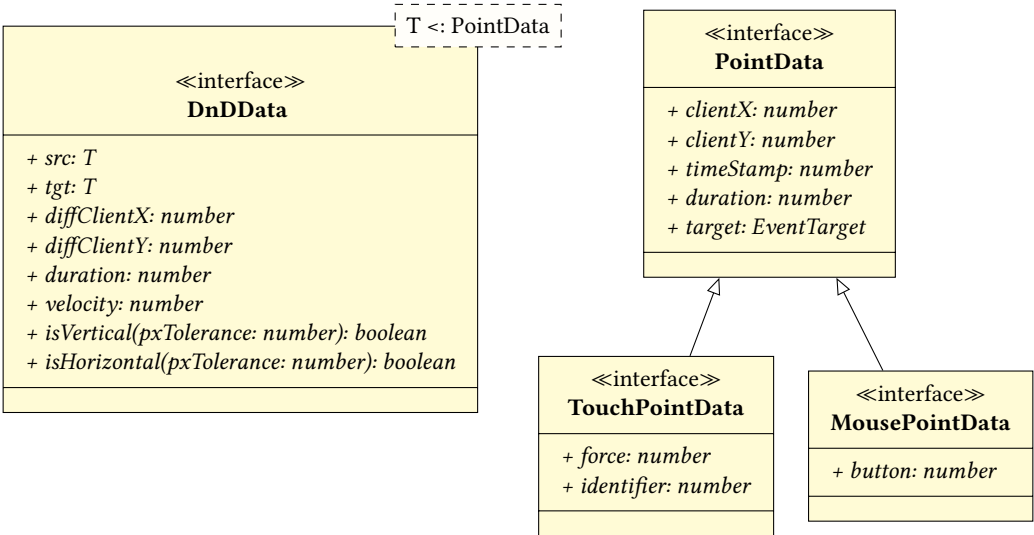 T <: PointData
≪interface≫
DnDData
+ src: T
+ tgt: T
+ diffClientX: number
+ diffClientY: number
+ duration: number
+ velocity: number
+ isVertical(pxTolerance: number): boolean
+ isHorizontal(pxTolerance: number): boolean
≪interface≫
PointData
+ clientX: number
+ clientY: number
+ timeStamp: number
+ duration: number
+ target: EventTarget
≪interface≫
TouchPointData
+ force: number
+ identifier: number
≪interface≫
MousePointData
+ button: number